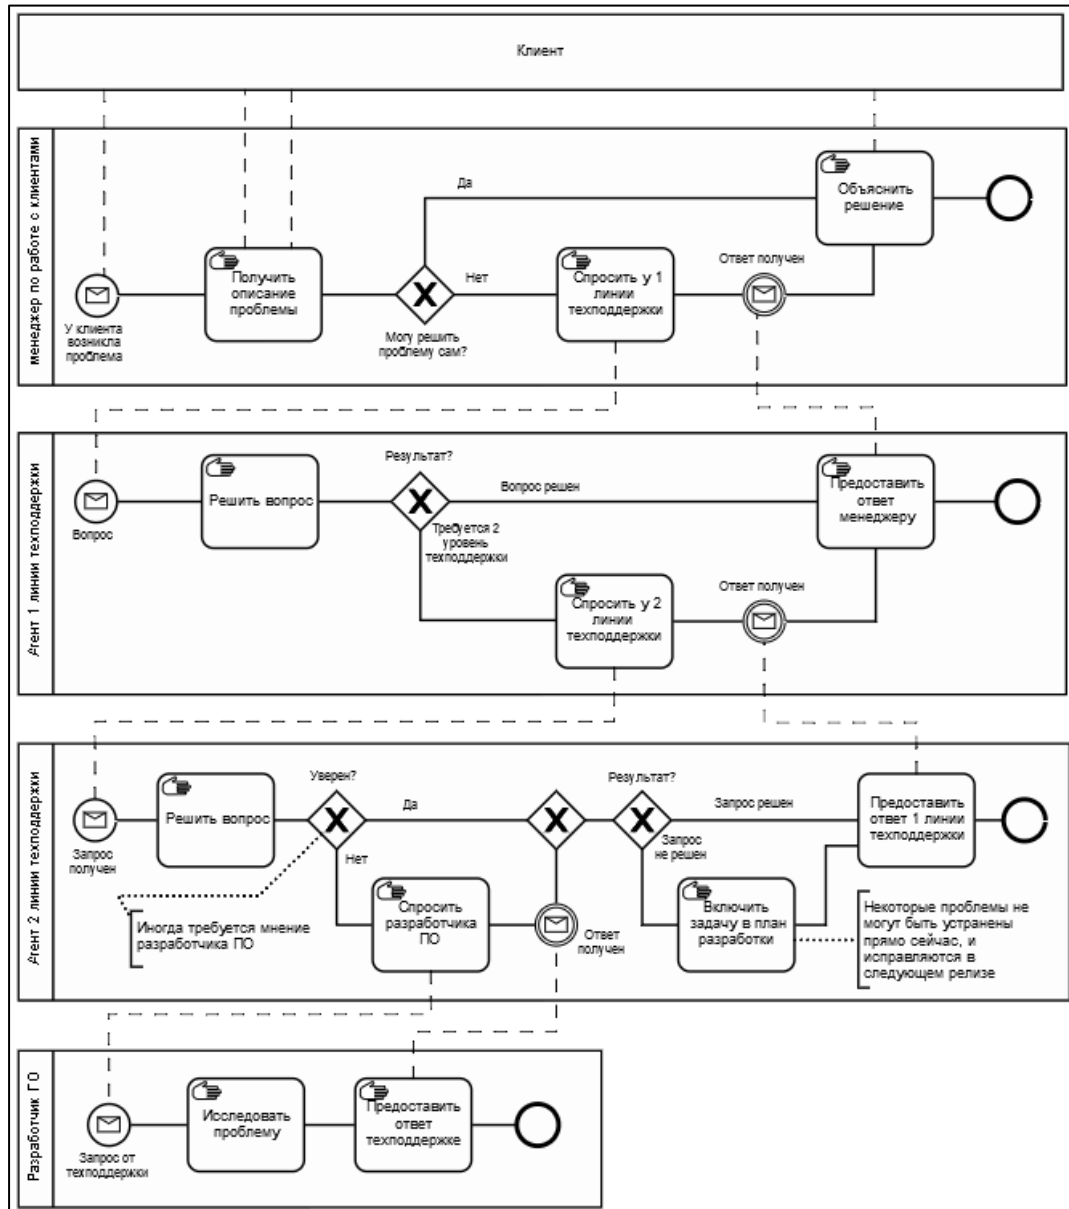 Клиент
менеджер по работе с клиентами
Да
Объяснить
решение
Получить
описание
проблемы
Нет
Спросить у 1
линии
техподдержки
Ответ получен
У клиента
возникла
проблема
Могу решить
проблему сам?
Агент 1 линии техподдержки
Результат?
Решить вопрос
Вопрос решен
Предоставить
ответ
менеджеру
Вопрос
Требуется 2
уровень
техподдержки
Спросить у 2
линии
техподдержки
Ответ получен
Агент 2 линии техподдержки
Уверен?
Результат?
Решить вопрос
Да
Запрос решен
Предоставить
ответ 1 линии
техподдержки
Запрос
получен
Нет
Запрос
не решен
Иногда требуется мнение
разработчика ПО
Спросить
разработчика
ПО
Ответ
получен
Включить
задачу в план
разработки
Некоторые проблемы не
могут быть устранены
прямо сейчас, и
исправляются в
следующем релизе
Разработчик ПО
Исследовать
проблему
Предоставить
ответ
техподдержке
Запрос от
техподдержки